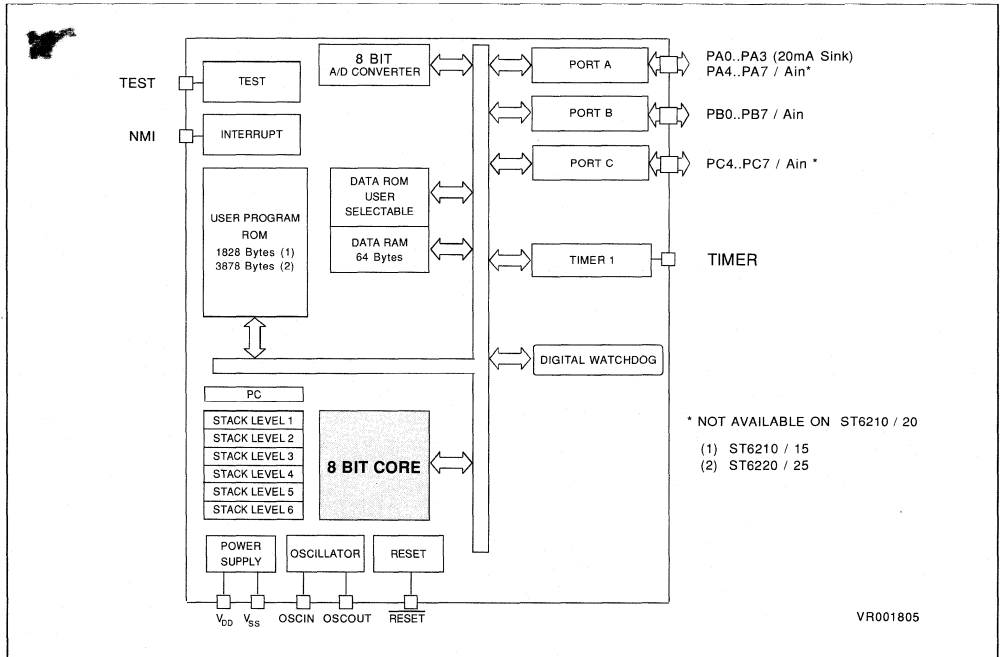 8 BIT
A/D CONVERTER
PORT A
PA0..PA3 (20mA Sink)
PA4..PA7 / Ain*
TEST
TEST
PORT B
PB0..PB7 / Ain
NMI
INTERRUPT
PORT C
PC4..PC7 / Ain *
USER PROGRAM
ROM
1828 Bytes (1)
3878 Bytes (2)
DATA ROM
USER
SELECTABLE
DATA RAM
64 Bytes
TIMER 1
TIMER
DIGITAL WATCHDOG
PC
STACK LEVEL 1
STACK LEVEL 2
STACK LEVEL 3
STACK LEVEL 4
STACK LEVEL 5
STACK LEVEL 6
8 BIT CORE
* NOT AVAILABLE ON ST6210 / 20
(1) ST6210 / 15
(2) ST6220 / 25
POWER
SUPPLY
OSCILLATOR
RESET
VDD VSS OSCIN OSCOUT RESET
VR001805